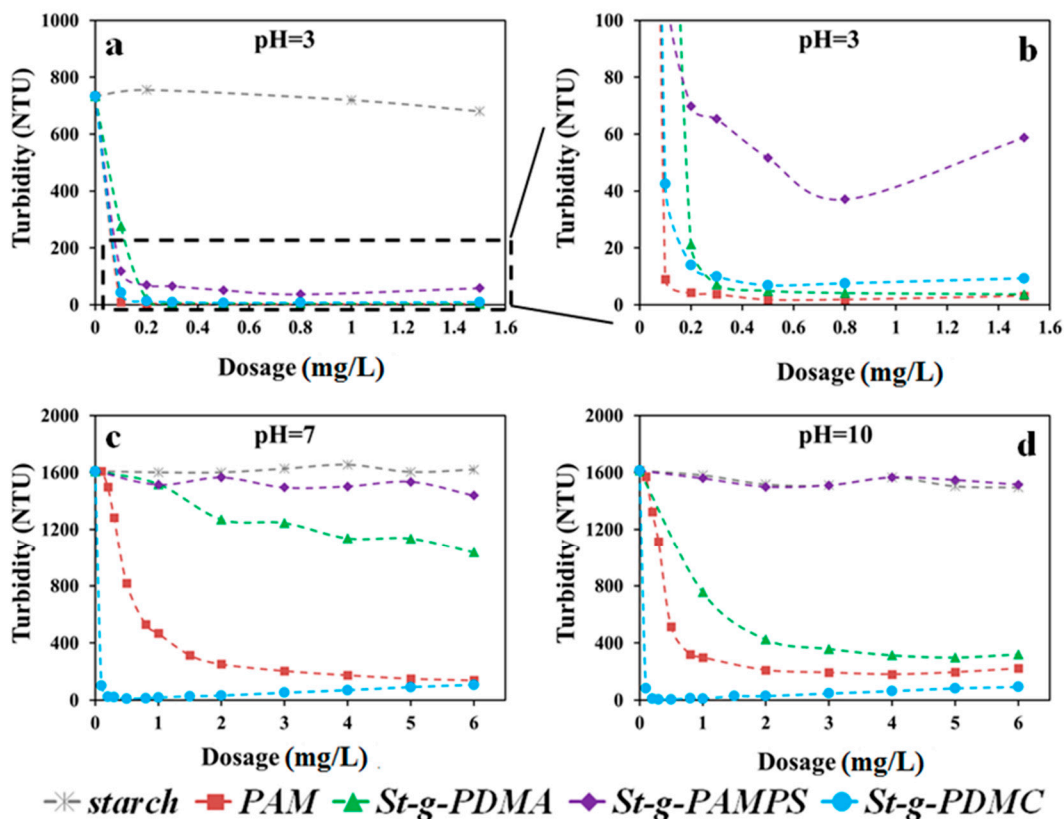 a
pH=3
Turbidity (NTU)
1000
800
600
400
200
0
0 0.2 0.4 0.6 0.8 1 1.2 1.4 1.6
Dosage (mg/L)
b
pH=3
Turbidity (NTU)
100
80
60
40
20
0
0 0.2 0.4 0.6 0.8 1 1.2 1.4 1.6
Dosage (mg/L)
c
pH=7
Turbidity (NTU)
2000
1600
1200
800
400
0
0 1 2 3 4 5 6
Dosage (mg/L)
d
pH=10
Turbidity (NTU)
2000
1600
1200
800
400
0
0 1 2 3 4 5 6
Dosage (mg/L)
starch PAM St-g-PDMA St-g-PAMPS St-g-PDMC